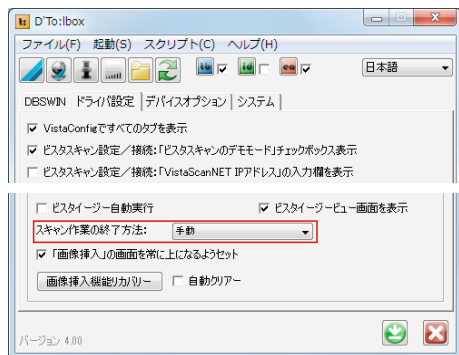 D'To:Ibox
ファイル(F) 起動(S) スクリプト(C) ヘルプ(H)
tb id ea 日本語
DBSWIN ドライバ設定 デバイスオプション システム
VistaConfigですべてのタブを表示
ビスタスキャン設定／接続:「ビスタスキャンのデモモード」チェックボックス表示
ビスタスキャン設定／接続:「VistaScanNET IPアドレス」の入力欄を表示
ビスタイージー自動実行 ビスタイージービュー画面を表示
スキャン作業の終了方法: 手動
「画像挿入」の画面を常に上になるようセット
画像挿入機能リカバリー 自動クリアー
バージョン 4.00